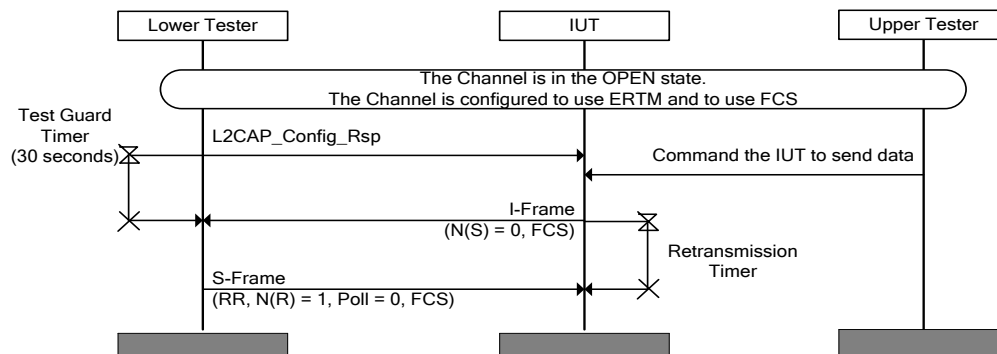 Lower Tester
IUT
Upper Tester
The Channel is in the OPEN state.
The Channel is configured to use ERTM and to use FCS
Test Guard
Timer
(30 seconds)
L2CAP_Config_Rsp
Command the IUT to send data
I-Frame
(N(S) = 0, FCS)
Retransmission
Timer
S-Frame
(RR, N(R) = 1, Poll = 0, FCS)